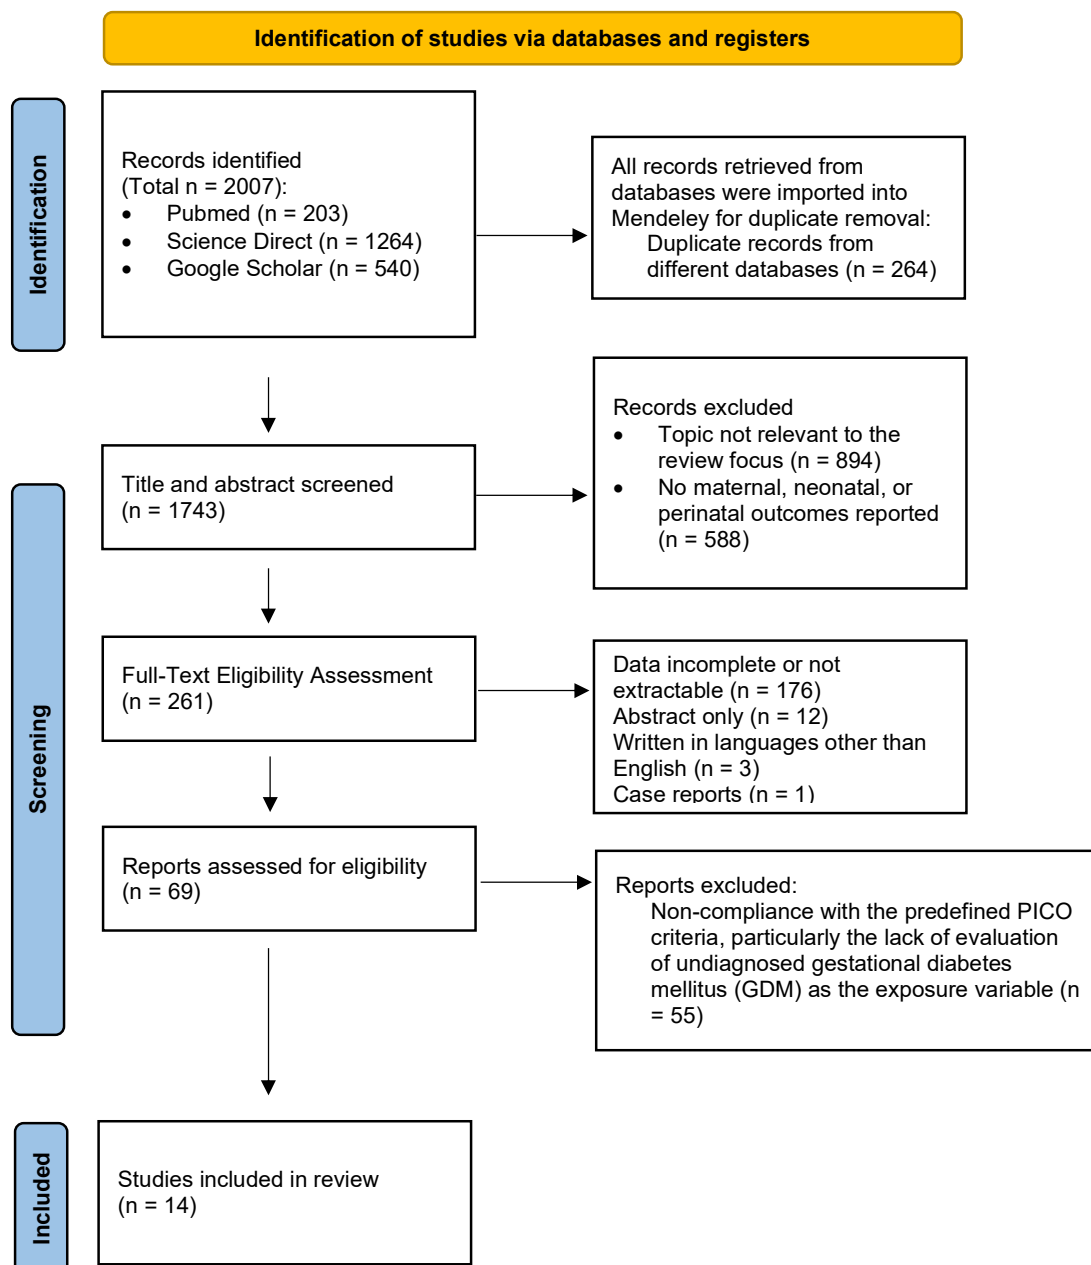 Identification of studies via databases and registers
Identification
Records identified
(Total n = 2007):
• Pubmed (n = 203)
• Science Direct (n = 1264)
• Google Scholar (n = 540)
All records retrieved from
databases were imported into
Mendeley for duplicate removal:
Duplicate records from
different databases (n = 264)
Screening
Title and abstract screened
(n = 1743)
Records excluded
• Topic not relevant to the
review focus (n = 894)
• No maternal, neonatal, or
perinatal outcomes reported
(n = 588)
Full-Text Eligibility Assessment
(n = 261)
Data incomplete or not
extractable (n = 176)
Abstract only (n = 12)
Written in languages other than
English (n = 3)
Case reports (n = 1)
Reports assessed for eligibility
(n = 69)
Reports excluded:
Non-compliance with the predefined PICO
criteria, particularly the lack of evaluation
of undiagnosed gestational diabetes
mellitus (GDM) as the exposure variable (n
= 55)
Included
Studies included in review
(n = 14)